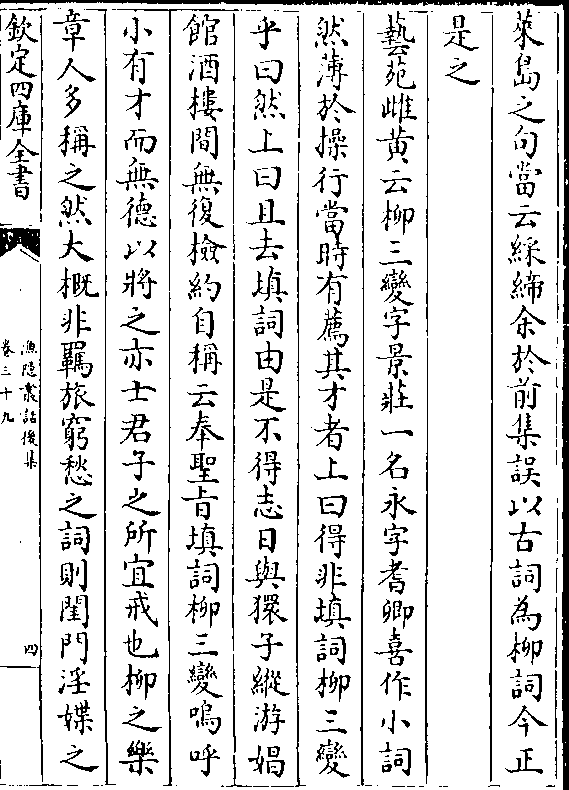 萊島之句當云綵締余於前集誤以古詞為柳詞今正
是之
藝苑雌黄云柳三變字景莊一名永字耆卿喜作小詞
然薄於操行當時有薦其才者上曰得非填詞柳三變
乎曰然上曰且去填詞由是不得志日與獧子縱游娼
館酒樓間無復檢約自稱云奉聖旨填詞柳三變嗚呼
小有才而無德以將之亦士君子之所宜戒也柳之樂
章人多稱之然大概非羈旅窮愁之詞則閨門淫媟之
欽定四庫全書
漁隱叢話後集
卷三十九
四